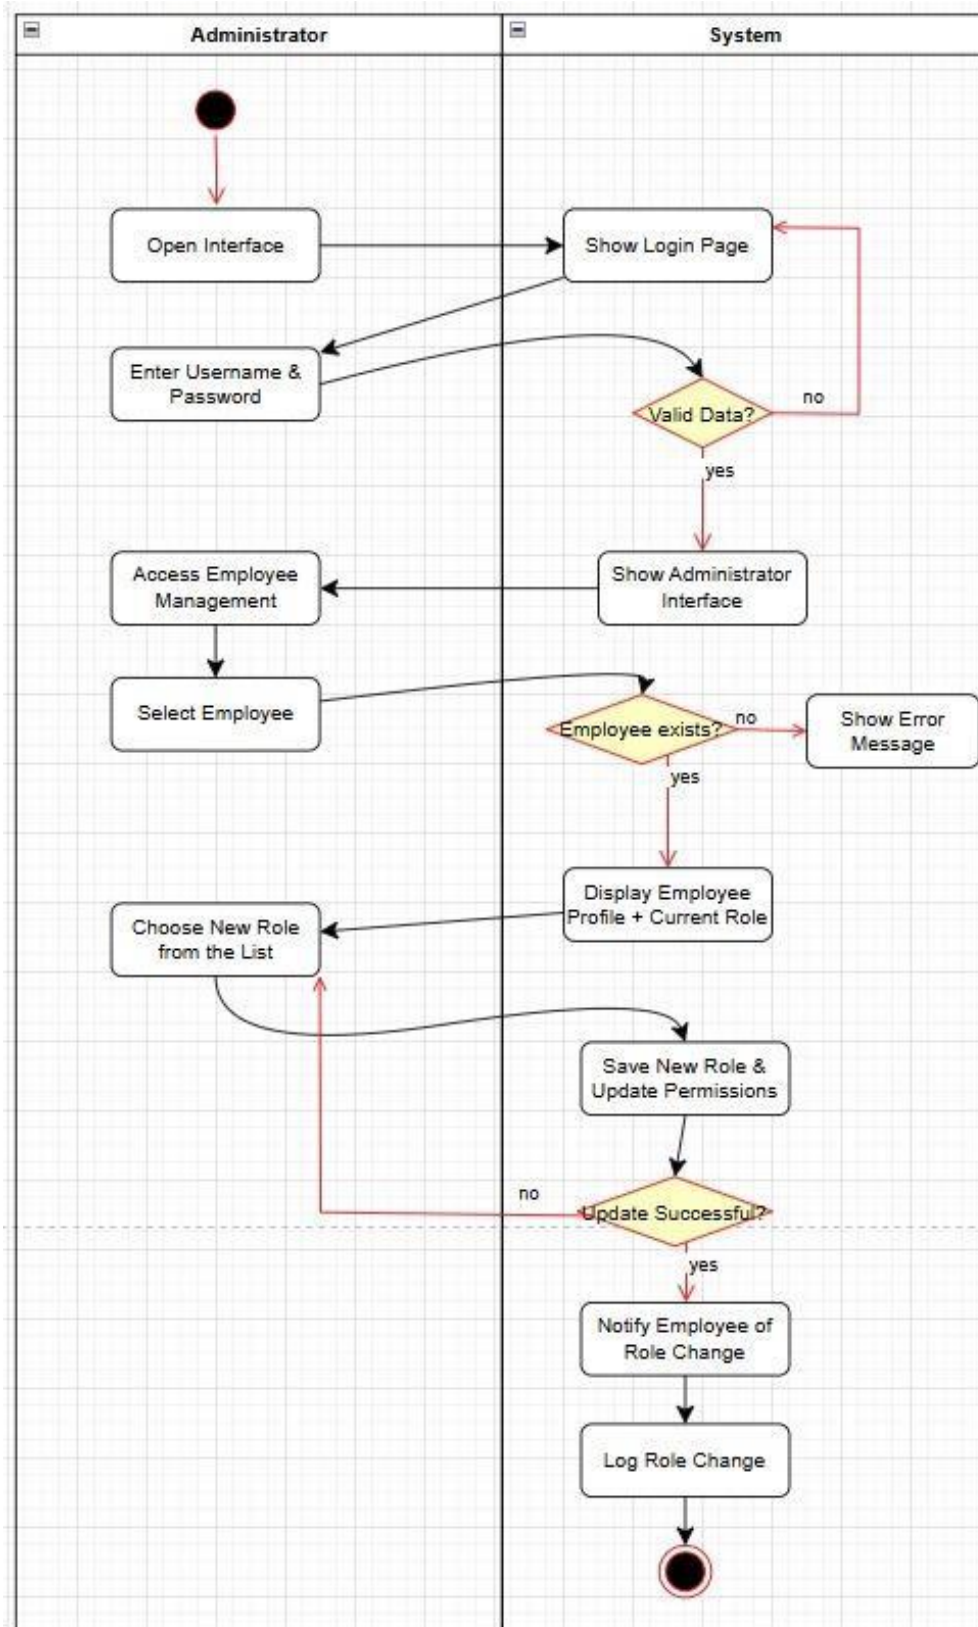 Administrator
System
Open Interface
Show Login Page
Enter Username &
Password
Valid Data?
no
yes
Access Employee
Management
Show Administrator
Interface
Select Employee
Employee exists?
no
Show Error
Message
yes
Display Employee
Profile + Current Role
Choose New Role
from the List
Save New Role &
Update Permissions
no
Update Successful?
yes
Notify Employee of
Role Change
Log Role Change